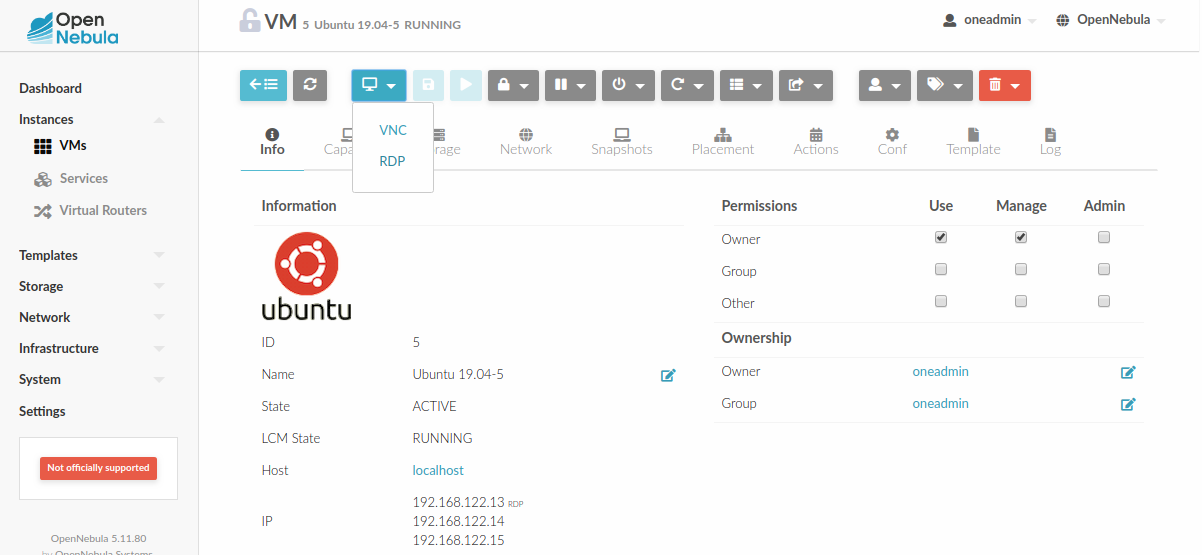 Open
Nebula
VM 5 Ubuntu 19.04-5 RUNNING
oneadmin
OpenNebula
Dashboard
Instances
VMs
Services
Virtual Routers
Templates
Storage
Network
Infrastructure
System
Settings
Not officially supported
OpenNebula 5.11.80
by OpenNebula Systems
VNC
RDP
Info
Capa
rage
Network
Snapshots
Placement
Actions
Conf
Template
Log
Information
ubuntu
ID 5
Name Ubuntu 19.04-5
State ACTIVE
LCM State RUNNING
Host localhost
IP 192.168.122.13 RDP
192.168.122.14
192.168.122.15
Permissions Use Manage Admin
Owner
Group
Other
Ownership
Owner oneadmin
Group oneadmin